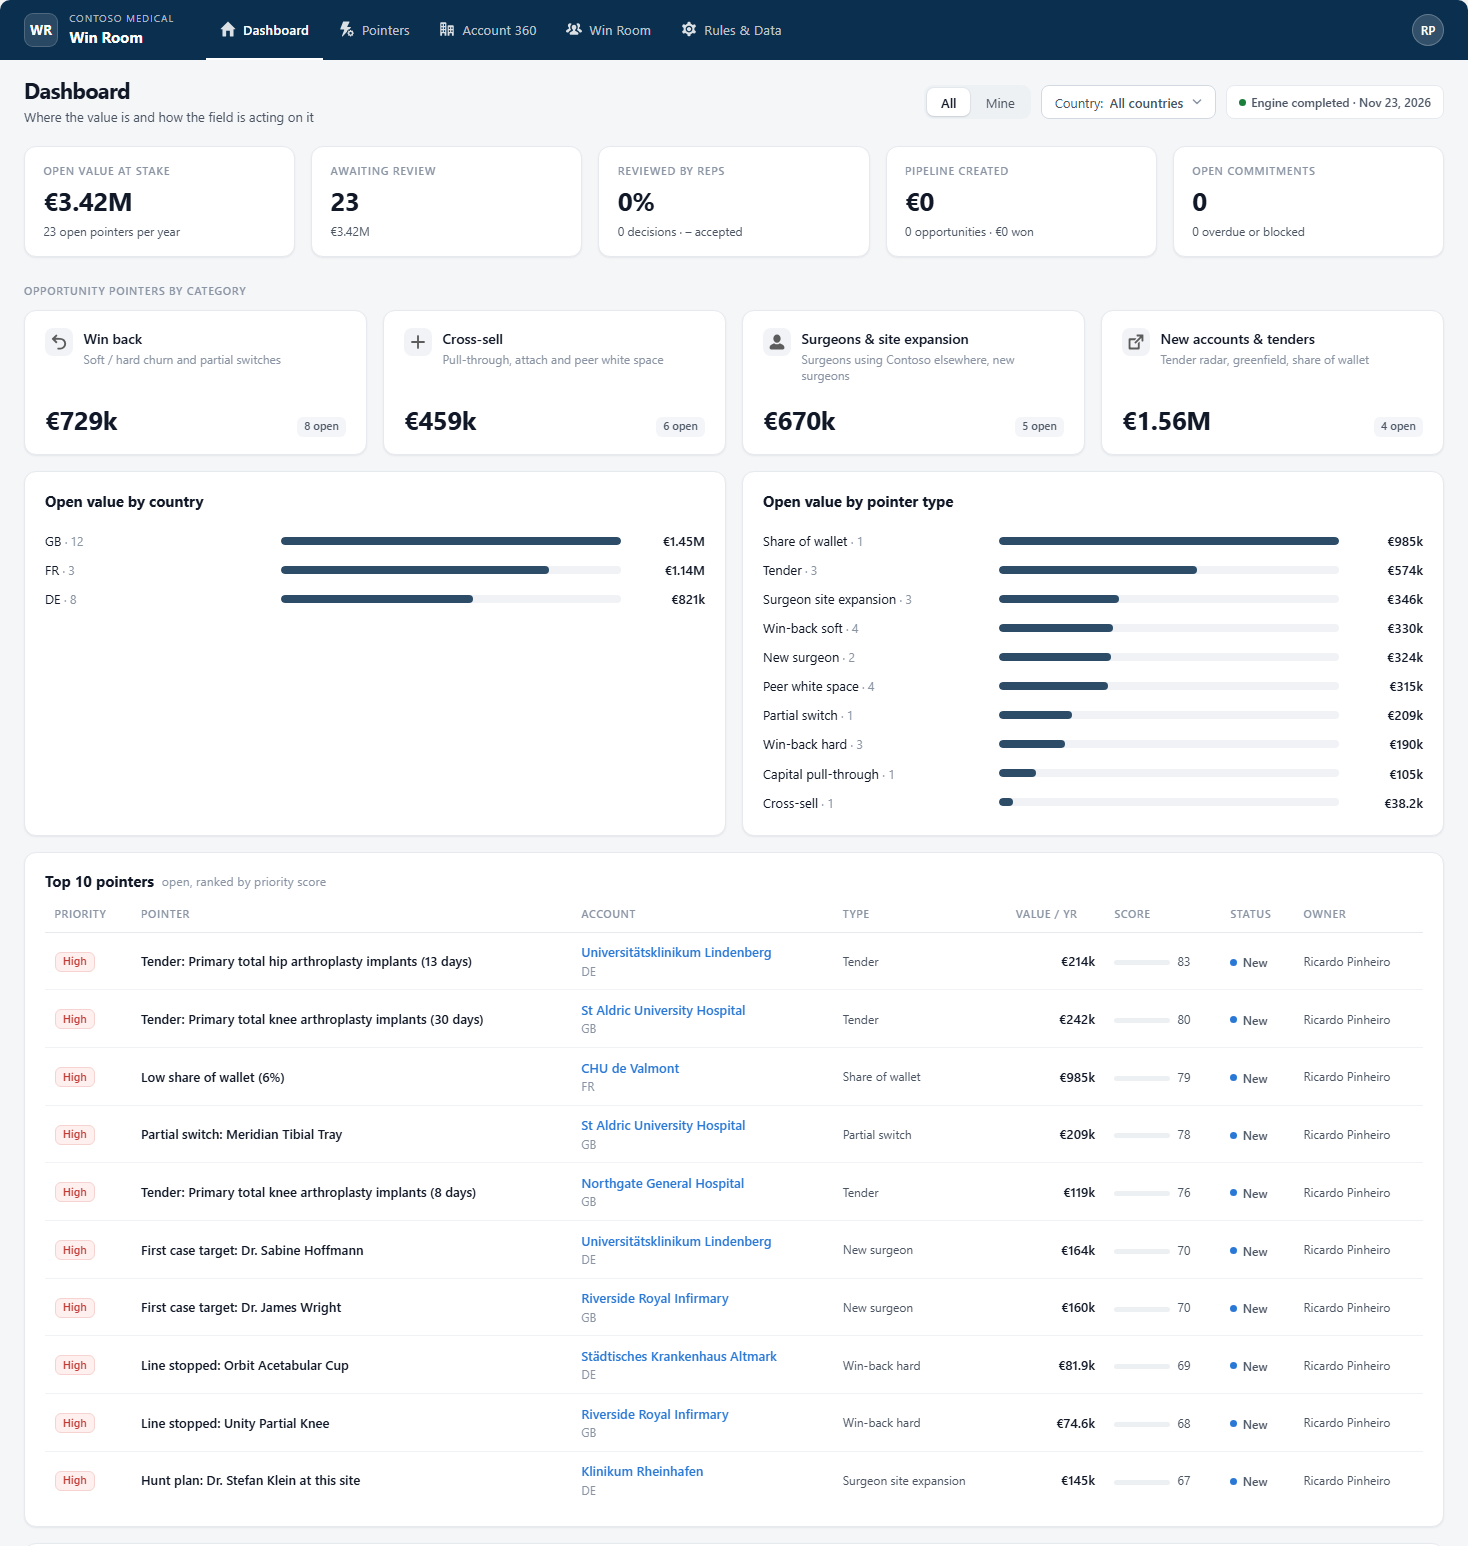 WR
CONTOSO MEDICAL
Win Room
Dashboard
Pointers
Account 360
Win Room
Rules & Data
RP
Dashboard
Where the value is and how the field is acting on it
All
Mine
Country: All countries
Engine completed · Nov 23, 2026
OPEN VALUE AT STAKE
€3.42M
23 open pointers per year
AWAITING REVIEW
23
€3.42M
REVIEWED BY REPS
0%
0 decisions · – accepted
PIPELINE CREATED
€0
0 opportunities · €0 won
OPEN COMMITMENTS
0
0 overdue or blocked
OPPORTUNITY POINTERS BY CATEGORY
Win back
Soft / hard churn and partial switches
€729k
8 open
Cross-sell
Pull-through, attach and peer white space
€459k
6 open
Surgeons & site expansion
Surgeons using Contoso elsewhere, new
surgeons
€670k
5 open
New accounts & tenders
Tender radar, greenfield, share of wallet
€1.56M
4 open
Open value by country
GB · 12 €1.45M
FR · 3 €1.14M
DE · 8 €821k
Open value by pointer type
Share of wallet · 1 €985k
Tender · 3 €574k
Surgeon site expansion · 3 €346k
Win-back soft · 4 €330k
New surgeon · 2 €324k
Peer white space · 4 €315k
Partial switch · 1 €209k
Win-back hard · 3 €190k
Capital pull-through · 1 €105k
Cross-sell · 1 €38.2k
Top 10 pointers open, ranked by priority score
PRIORITY POINTER ACCOUNT TYPE VALUE / YR SCORE STATUS OWNER
High Tender: Primary total hip arthroplasty implants (13 days) Universitätsklinikum Lindenberg Tender €214k 83 New Ricardo Pinheiro
DE
High Tender: Primary total knee arthroplasty implants (30 days) St Aldric University Hospital Tender €242k 80 New Ricardo Pinheiro
GB
High Low share of wallet (6%) CHU de Valmont Share of wallet €985k 79 New Ricardo Pinheiro
FR
High Partial switch: Meridian Tibial Tray St Aldric University Hospital Partial switch €209k 78 New Ricardo Pinheiro
GB
High Tender: Primary total knee arthroplasty implants (8 days) Northgate General Hospital Tender €119k 76 New Ricardo Pinheiro
GB
High First case target: Dr. Sabine Hoffmann Universitätsklinikum Lindenberg New surgeon €164k 70 New Ricardo Pinheiro
DE
High First case target: Dr. James Wright Riverside Royal Infirmary New surgeon €160k 70 New Ricardo Pinheiro
GB
High Line stopped: Orbit Acetabular Cup Städtisches Krankenhaus Altmark Win-back hard €81.9k 69 New Ricardo Pinheiro
DE
High Line stopped: Unity Partial Knee Riverside Royal Infirmary Win-back hard €74.6k 68 New Ricardo Pinheiro
GB
High Hunt plan: Dr. Stefan Klein at this site Klinikum Rheinhafen Surgeon site expansion €145k 67 New Ricardo Pinheiro
DE